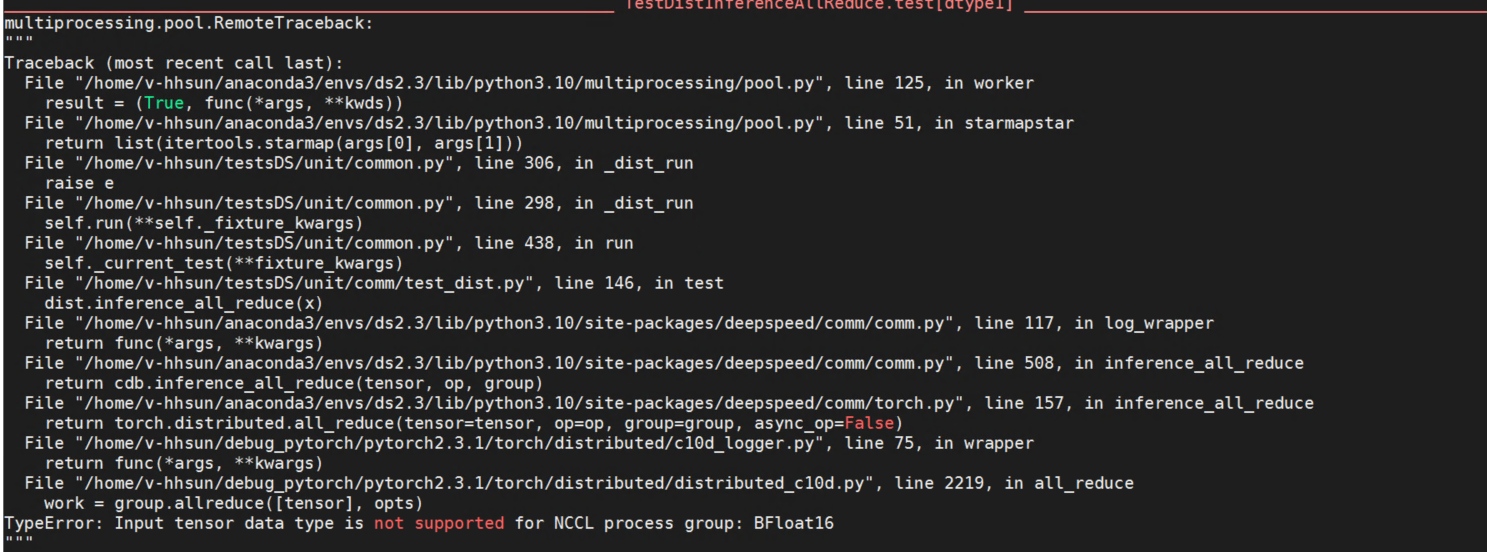 TestDistInferenceAllReduce.test[dtype1]
multiprocessing.pool.RemoteTraceback:
"""
Traceback (most recent call last):
  File "/home/v-hhsun/anaconda3/envs/ds2.3/lib/python3.10/multiprocessing/pool.py", line 125, in worker
    result = (True, func(*args, **kwds))
  File "/home/v-hhsun/anaconda3/envs/ds2.3/lib/python3.10/multiprocessing/pool.py", line 51, in starmapstar
    return list(itertools.starmap(args[0], args[1]))
  File "/home/v-hhsun/testsDS/unit/common.py", line 306, in _dist_run
    raise e
  File "/home/v-hhsun/testsDS/unit/common.py", line 298, in _dist_run
    self.run(**self._fixture_kwargs)
  File "/home/v-hhsun/testsDS/unit/common.py", line 438, in run
    self._current_test(**fixture_kwargs)
  File "/home/v-hhsun/testsDS/unit/comm/test_dist.py", line 146, in test
    dist.inference_all_reduce(x)
  File "/home/v-hhsun/anaconda3/envs/ds2.3/lib/python3.10/site-packages/deepspeed/comm/comm.py", line 117, in log_wrapper
    return func(*args, **kwargs)
  File "/home/v-hhsun/anaconda3/envs/ds2.3/lib/python3.10/site-packages/deepspeed/comm/comm.py", line 508, in inference_all_reduce
    return cdb.inference_all_reduce(tensor, op, group)
  File "/home/v-hhsun/anaconda3/envs/ds2.3/lib/python3.10/site-packages/deepspeed/comm/torch.py", line 157, in inference_all_reduce
    return torch.distributed.all_reduce(tensor=tensor, op=op, group=group, async_op=False)
  File "/home/v-hhsun/debug_pytorch/pytorch2.3.1/torch/distributed/c10d_logger.py", line 75, in wrapper
    return func(*args, **kwargs)
  File "/home/v-hhsun/debug_pytorch/pytorch2.3.1/torch/distributed/distributed_c10d.py", line 2219, in all_reduce
    work = group.allreduce([tensor], opts)
TypeError: Input tensor data type is not supported for NCCL process group: BFloat16
"""